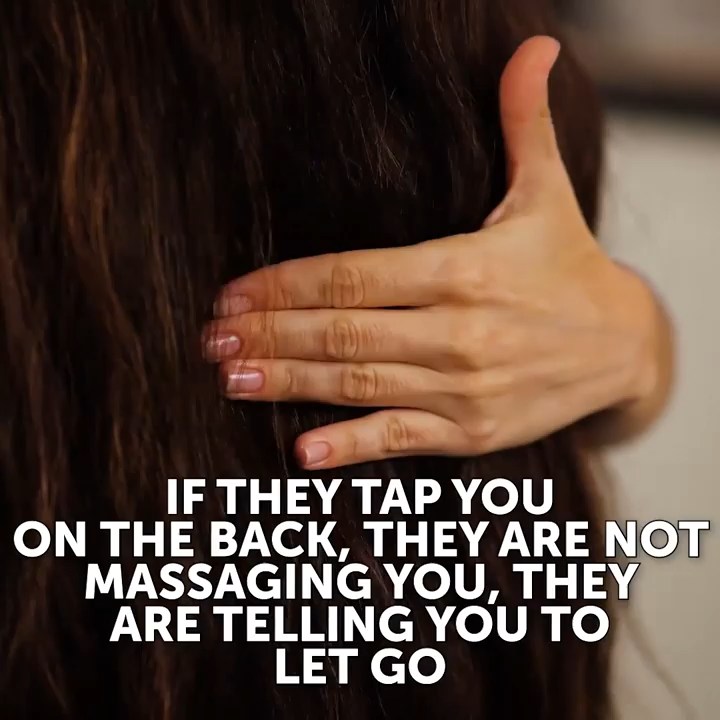 IF THEY TAP YOU
ON THE BACK, THEY ARE NOT
MASSAGING YOU, THEY
ARE TELLING YOU TO
LET GO